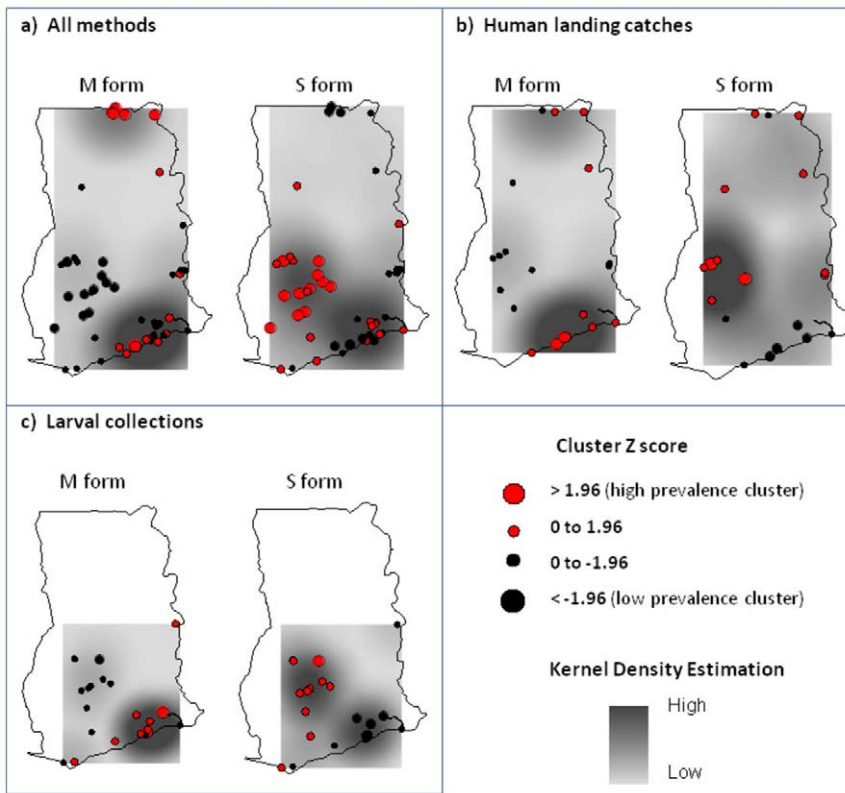 a) All methods
M form
S form
b) Human landing catches
M form
S form
c) Larval collections
M form
S form
Cluster Z score
> 1.96 (high prevalence cluster)
0 to 1.96
0 to -1.96
< -1.96 (low prevalence cluster)
Kernel Density Estimation
High
Low